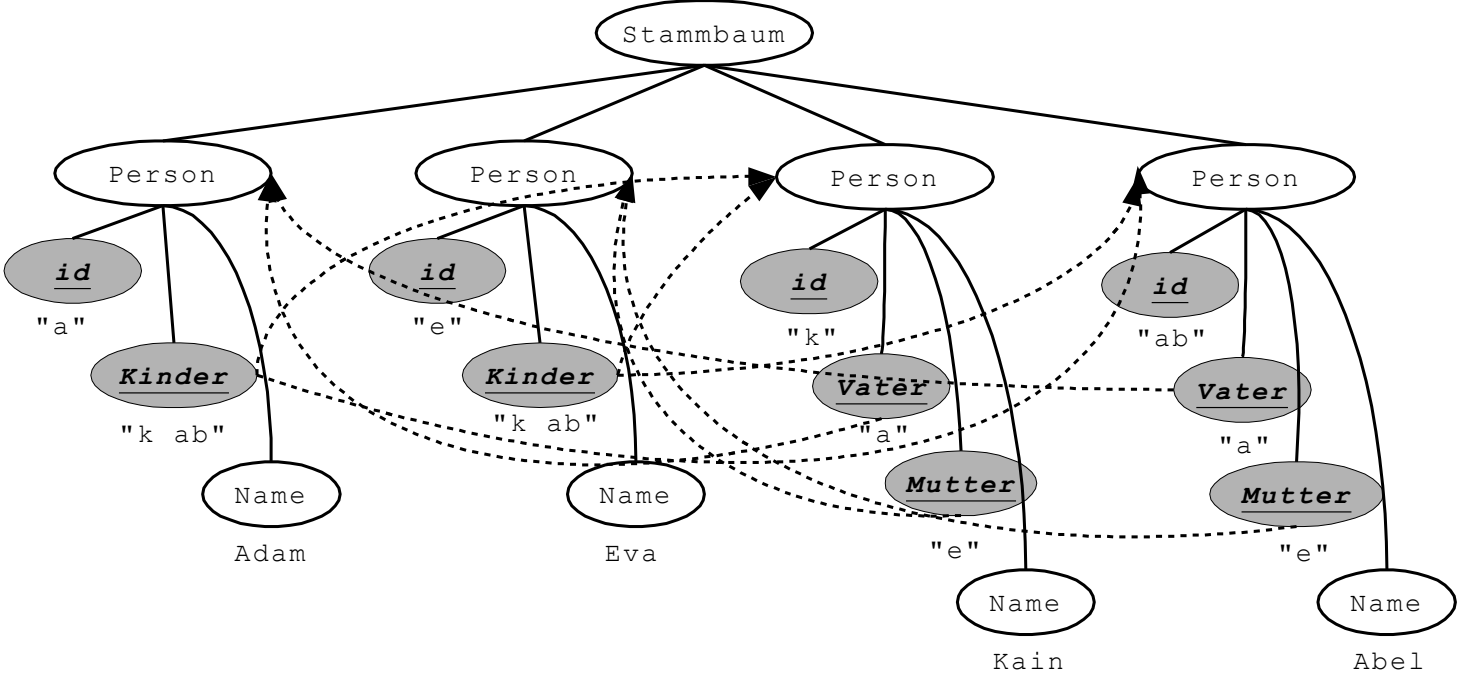 Stammbaum
Person Person Person Person
id id id id
"a" "e" "k" "ab"
Kinder Kinder Vater Vater
"k ab" "k ab" "a" "a"
Name Name Mutter Mutter
Adam Eva "e" "e"
Name Name
Kain Abel